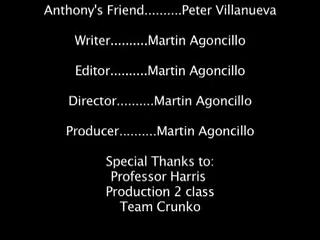 Anthony's Friend..........Peter Villanueva
Writer..........Martin Agoncillo
Editor..........Martin Agoncillo
Director..........Martin Agoncillo
Producer..........Martin Agoncillo
Special Thanks to:
Professor Harris
Production 2 class
Team Crunko